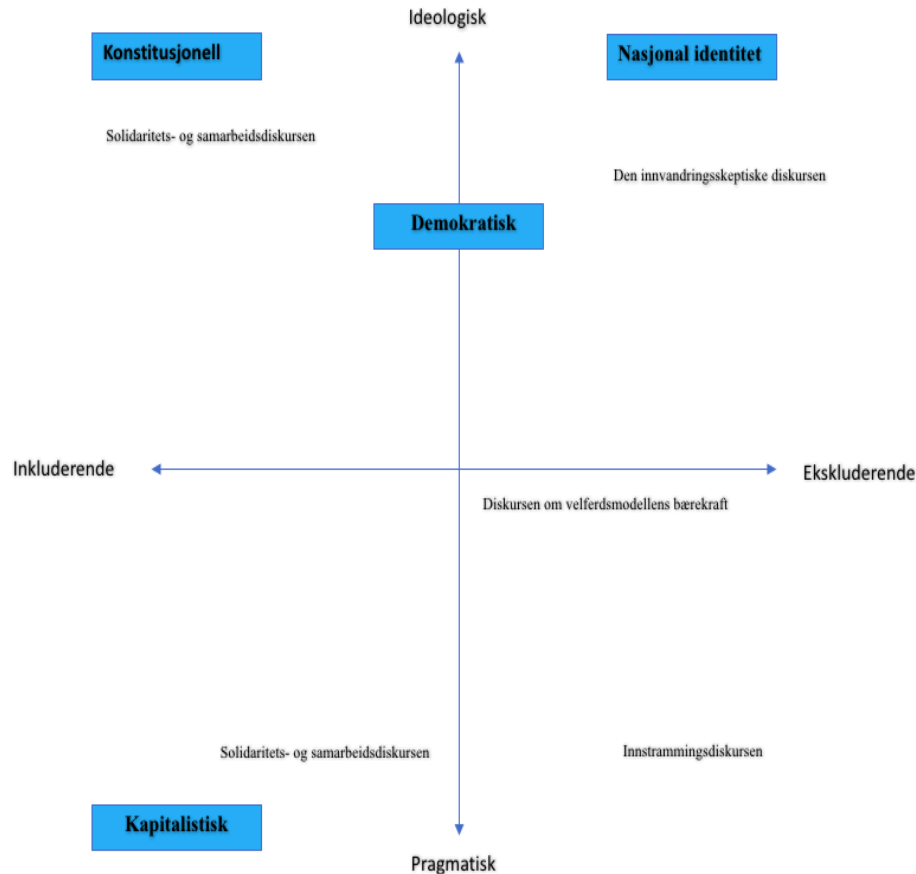 Ideologisk
Konstitusjonell
Nasjonal identitet
Solidaritets- og samarbeidsdiskursen
Den innvandringsskeptiske diskursen
Demokratisk
Inkluderende
Ekskluderende
Diskursen om velferdsmodellens bærekraft
Solidaritets- og samarbeidsdiskursen
Innstrammingsdiskursen
Kapitalistisk
Pragmatisk